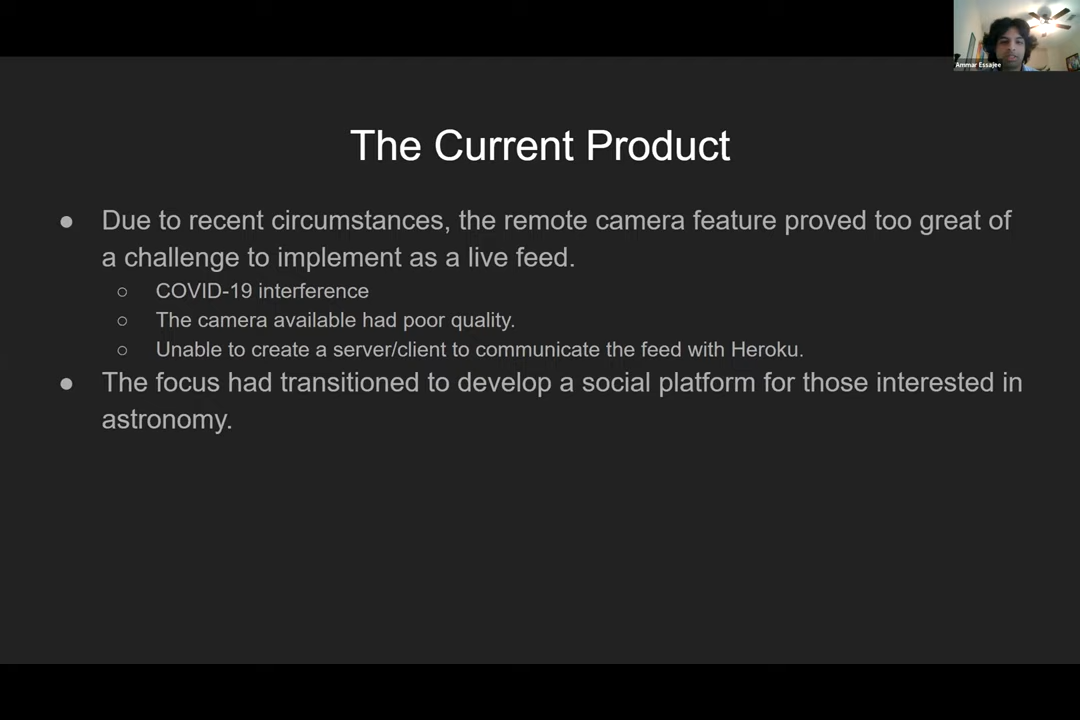 Ammar Essajee
The Current Product
● Due to recent circumstances, the remote camera feature proved too great of
a challenge to implement as a live feed.
○ COVID-19 interference
○ The camera available had poor quality.
○ Unable to create a server/client to communicate the feed with Heroku.
● The focus had transitioned to develop a social platform for those interested in
astronomy.